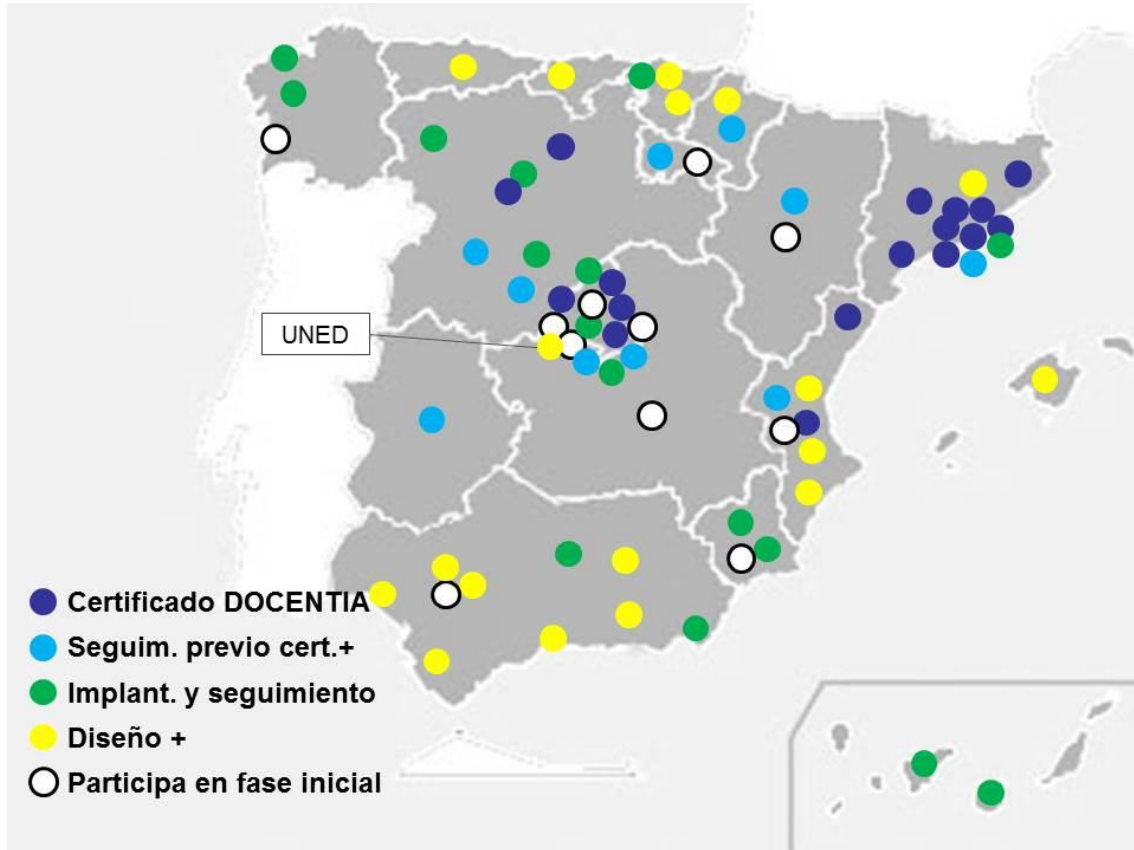 UNED
Certificado DOCENTIA
Seguim. previo cert.+
Implant. y seguimiento
Diseño +
Participa en fase inicial